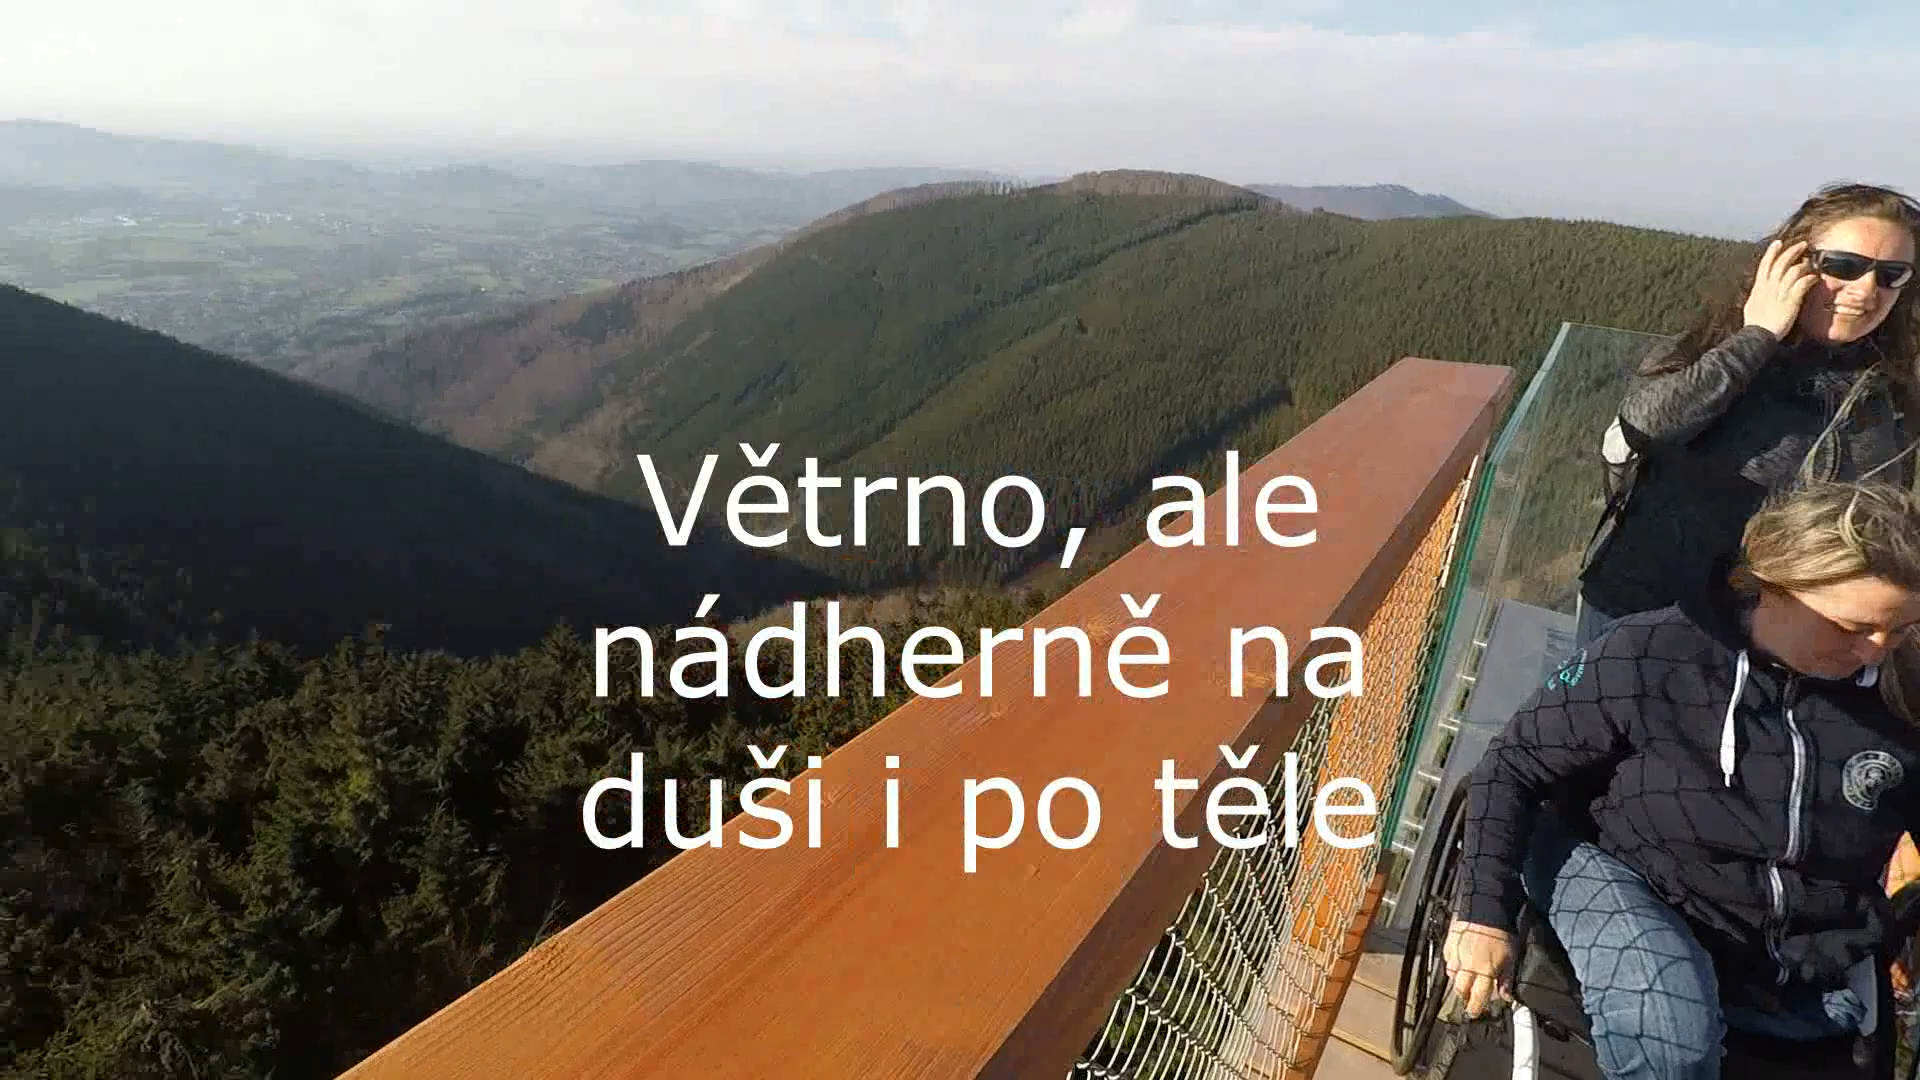 Větrno, ale
nádherně na
duši i po těle